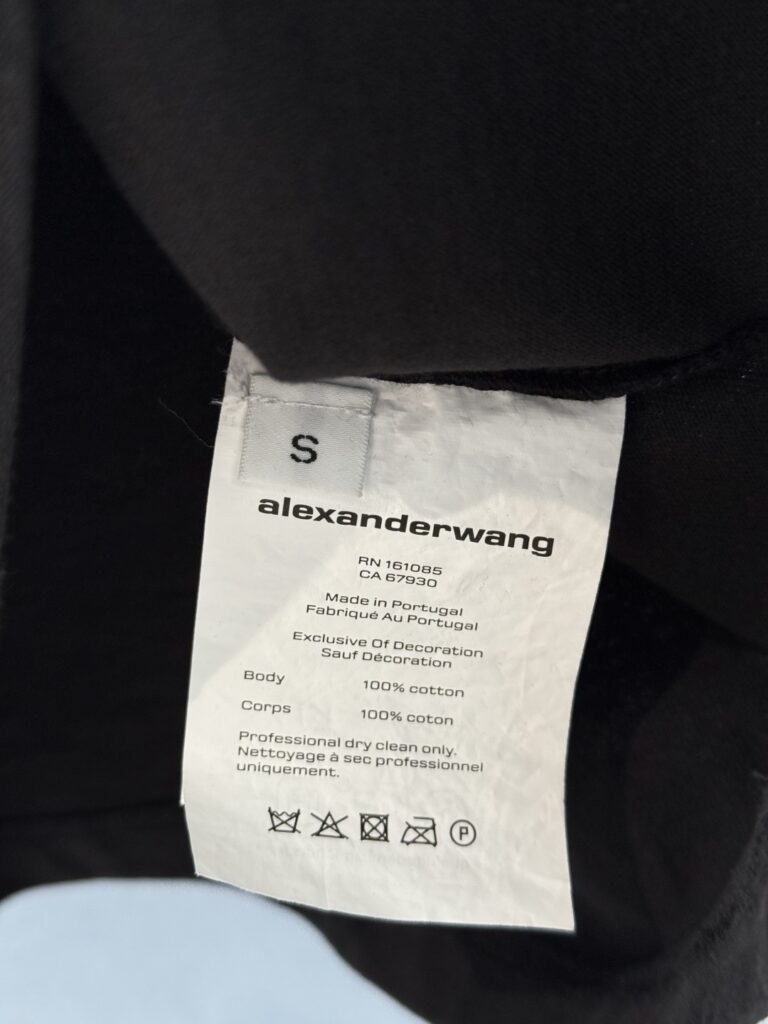 S
alexanderwang
RN 161085
CA 67930
Made in Portugal
Fabriqué Au Portugal
Exclusive Of Decoration
Sauf Décoration
Body 100% cotton
Corps 100% coton
Professional dry clean only.
Nettoyage à sec professionnel
uniquement.
P